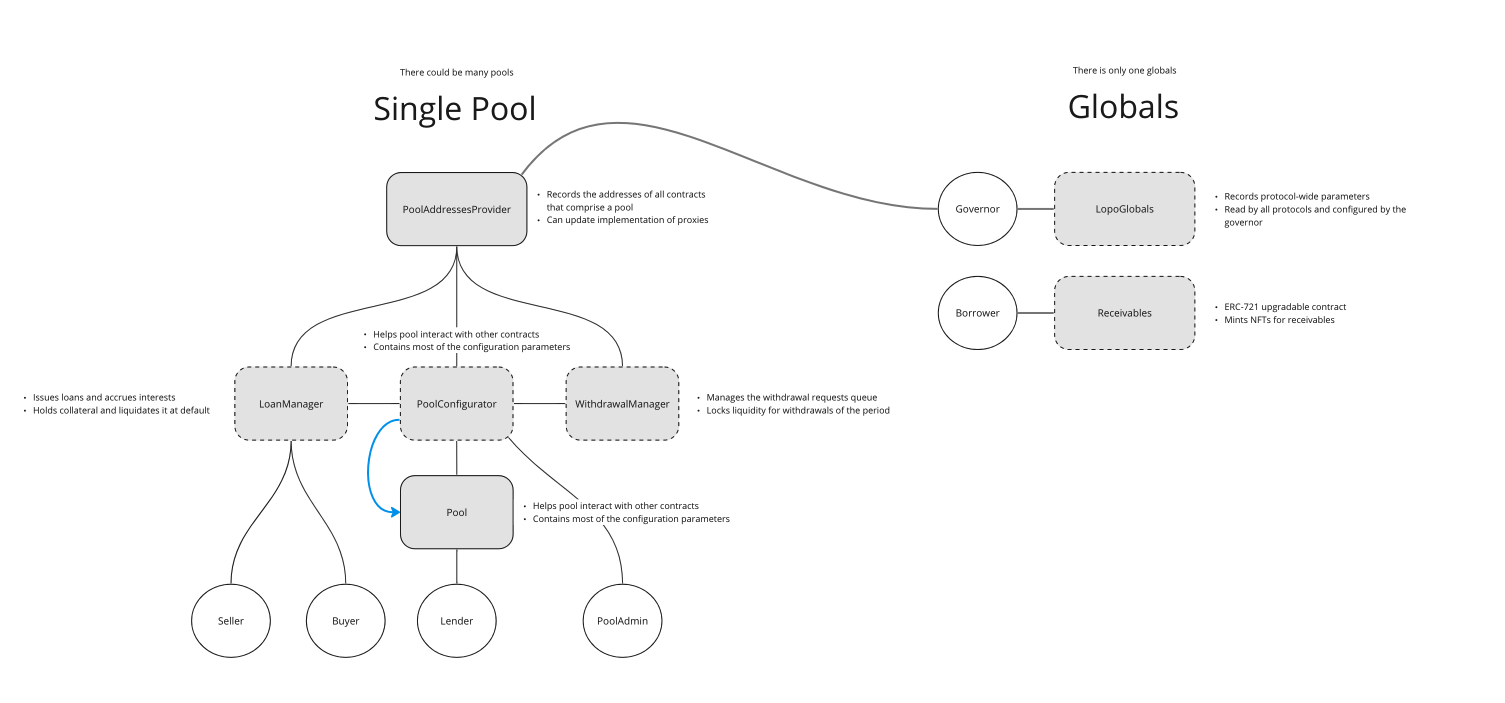 There could be many pools
Single Pool
There is only one globals
Globals
PoolAddressesProvider
• Records the addresses of all contracts
that comprise a pool
• Can update implementation of proxies
Governor
LopoGlobals
• Records protocol-wide parameters
• Read by all protocols and configured by the
governor
Borrower
Receivables
• ERC-721 upgradable contract
• Mints NFTs for receivables
• Helps pool interact with other contracts
• Contains most of the configuration parameters
• Issues loans and accrues interests
• Holds collateral and liquidates it at default
LoanManager
PoolConfigurator
WithdrawalManager
• Manages the withdrawal requests queue
• Locks liquidity for withdrawals of the period
Pool
• Helps pool interact with other contracts
• Contains most of the configuration parameters
Seller
Buyer
Lender
PoolAdmin